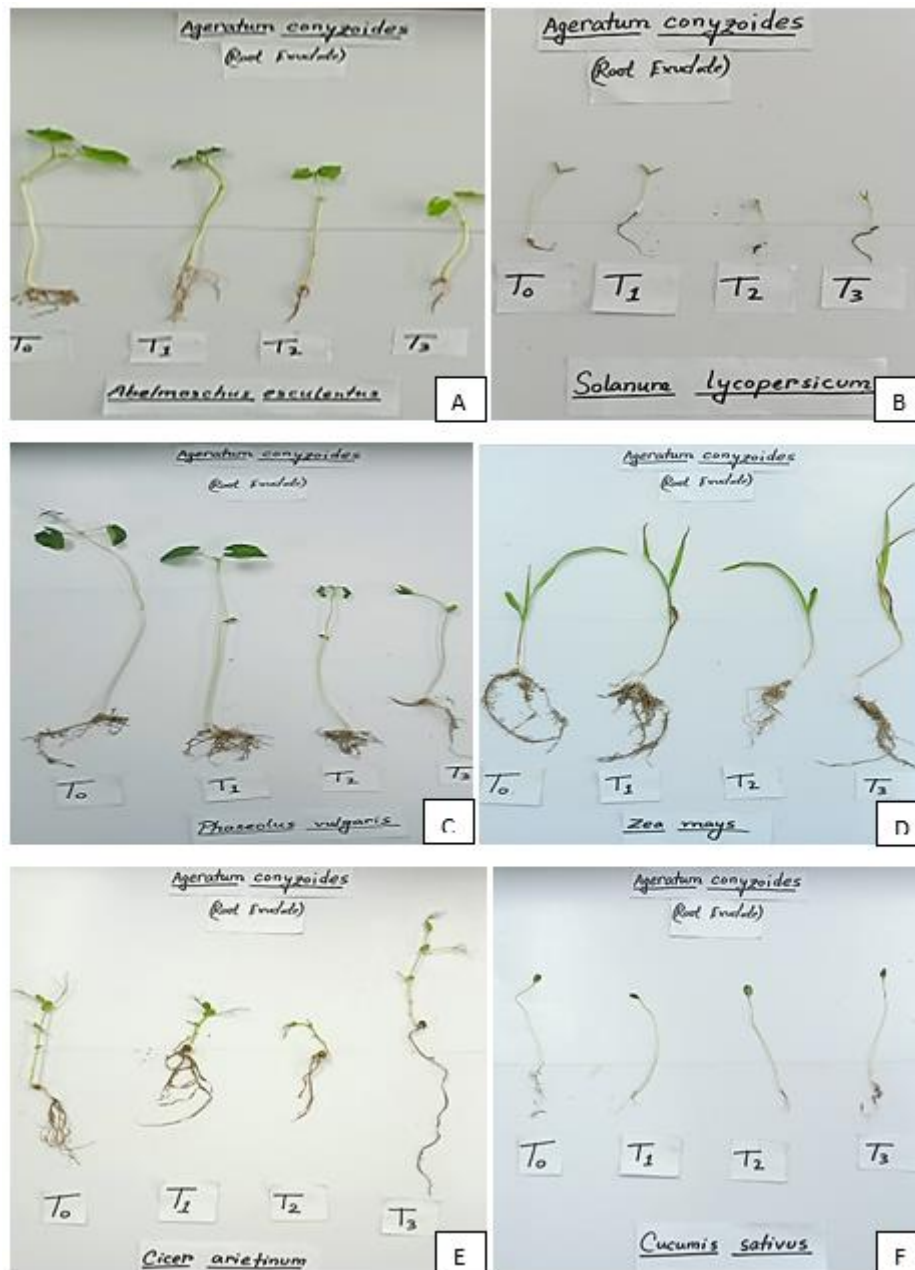 Ageratum conyzoides
(Root Exudate)
T0
T1
T2
T3
Abelmoschus esculentus
A
Ageratum conyzoides
(Root Exudate)
T0
T1
T2
T3
Solanum lycopersicum
B
Ageratum conyzoides
(Root Exudate)
T0
T1
T2
T3
Phaseolus vulgaris
C
Ageratum conyzoides
(Root Exudate)
T0
T1
T2
T3
Zea mays
D
Ageratum conyzoides
(Root Exudate)
T0
T1
T2
T3
Cicer arietinum
E
Ageratum conyzoides
(Root Exudate)
T0
T1
T2
T3
Cucumis sativus
F